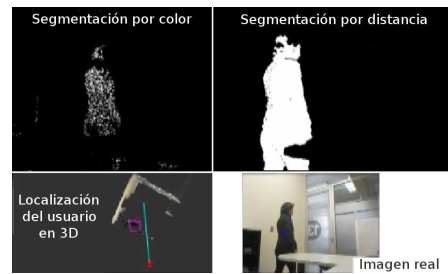 Segmentación por color
Segmentación por distancia
Localización
del usuario
en 3D
Imagen real